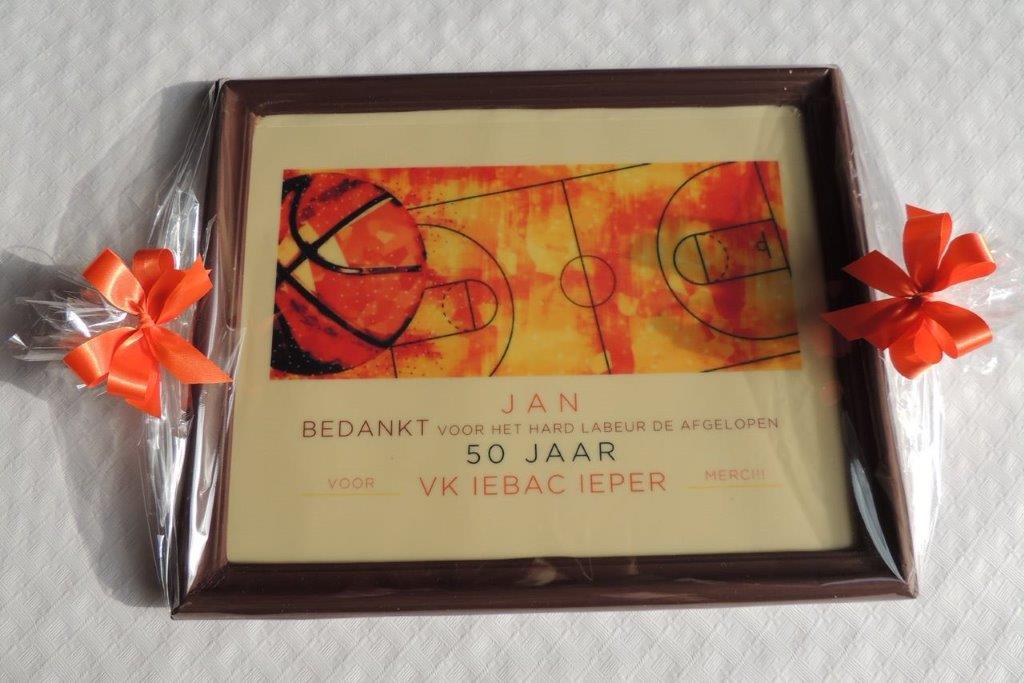 JAN
BEDANKT VOOR HET HARD LABEUR DE AFGELOPEN
50 JAAR
VOOR VK IEBAC IEPER MERCI!!